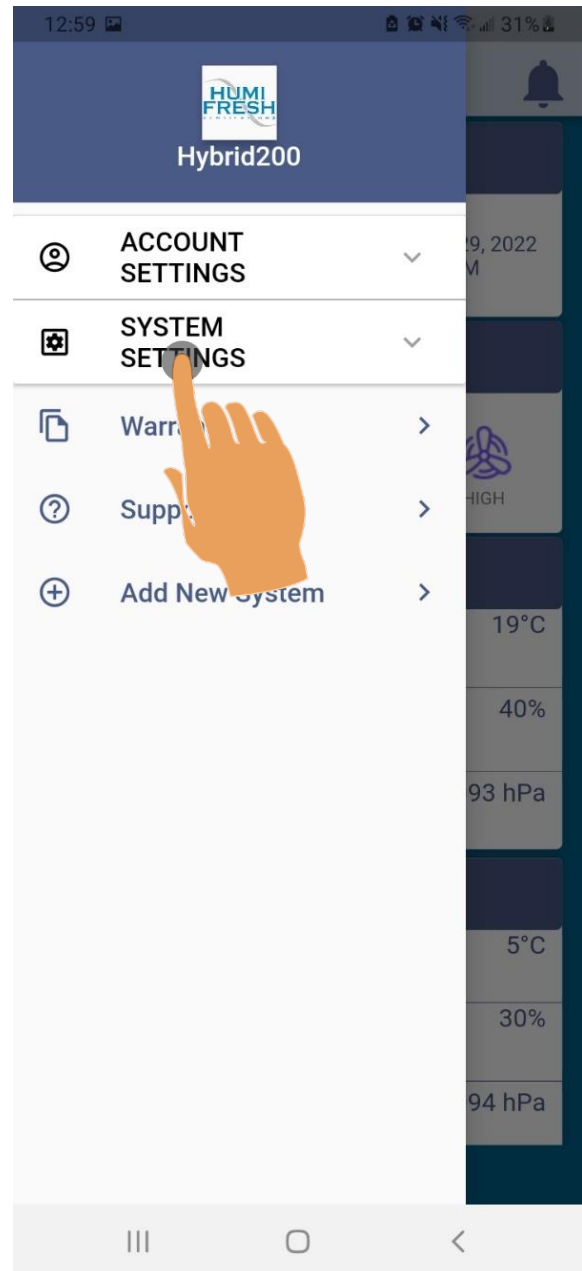 12:59
31%
HUMI
FRESH
Hybrid200
ACCOUNT
SETTINGS
29, 2022
M
SYSTEM
SETTINGS
HIGH
Add New System
19°C
40%
93 hPa
5°C
30%
94 hPa